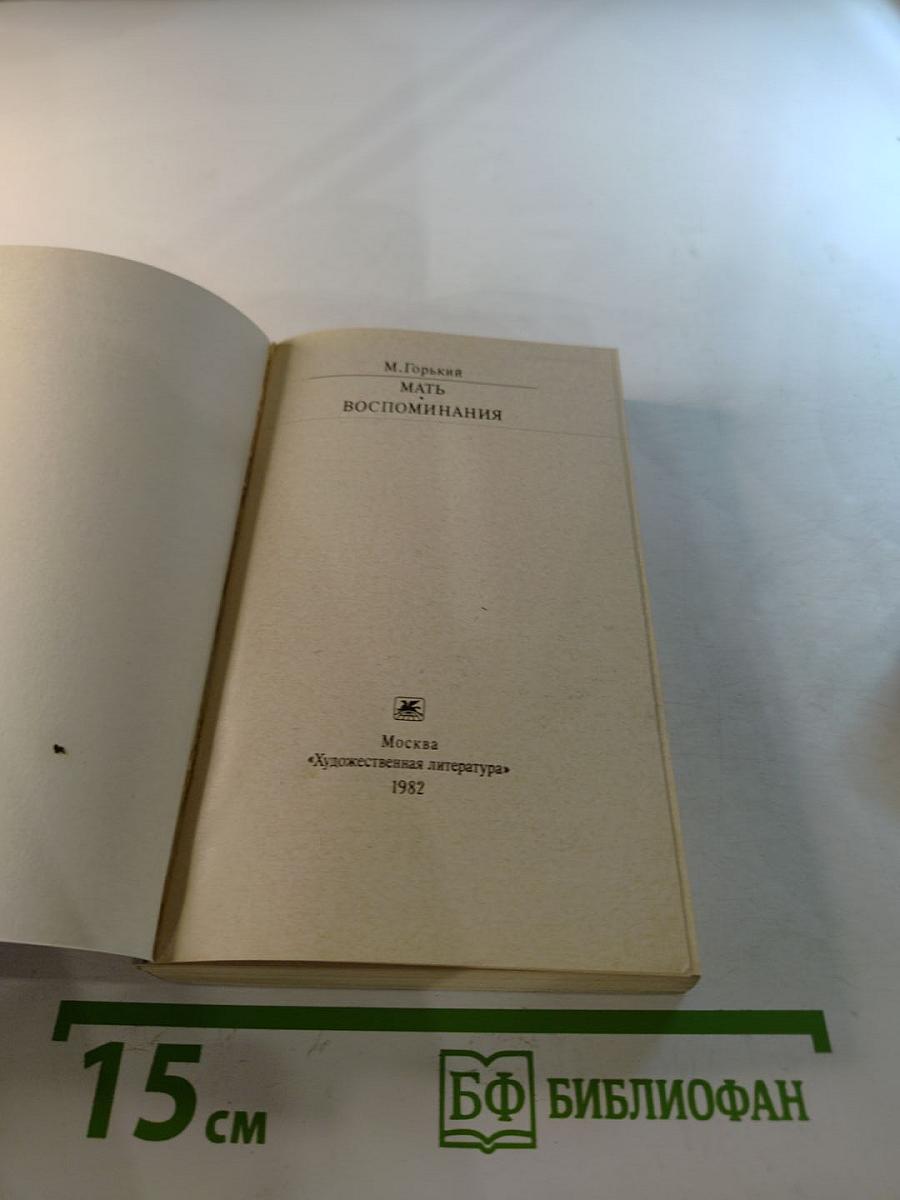 М.Горький
МАТЬ
•
ВОСПОМИНАНИЯ
Москва
«Художественная литература»
1982
15 см
БФ БИБЛИОФАН